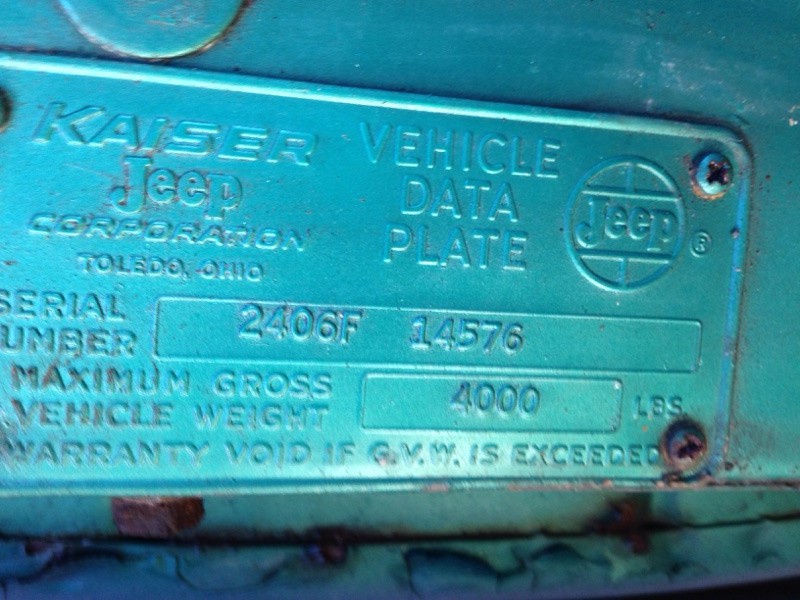 KAISER
Jeep
CORPORATION
TOLEDO, OHIO
VEHICLE
DATA
PLATE
Jeep ®
SERIAL
NUMBER 2406F 14576
MAXIMUM GROSS
VEHICLE WEIGHT 4000 LBS.
WARRANTY VOID IF G.V.W. IS EXCEEDED